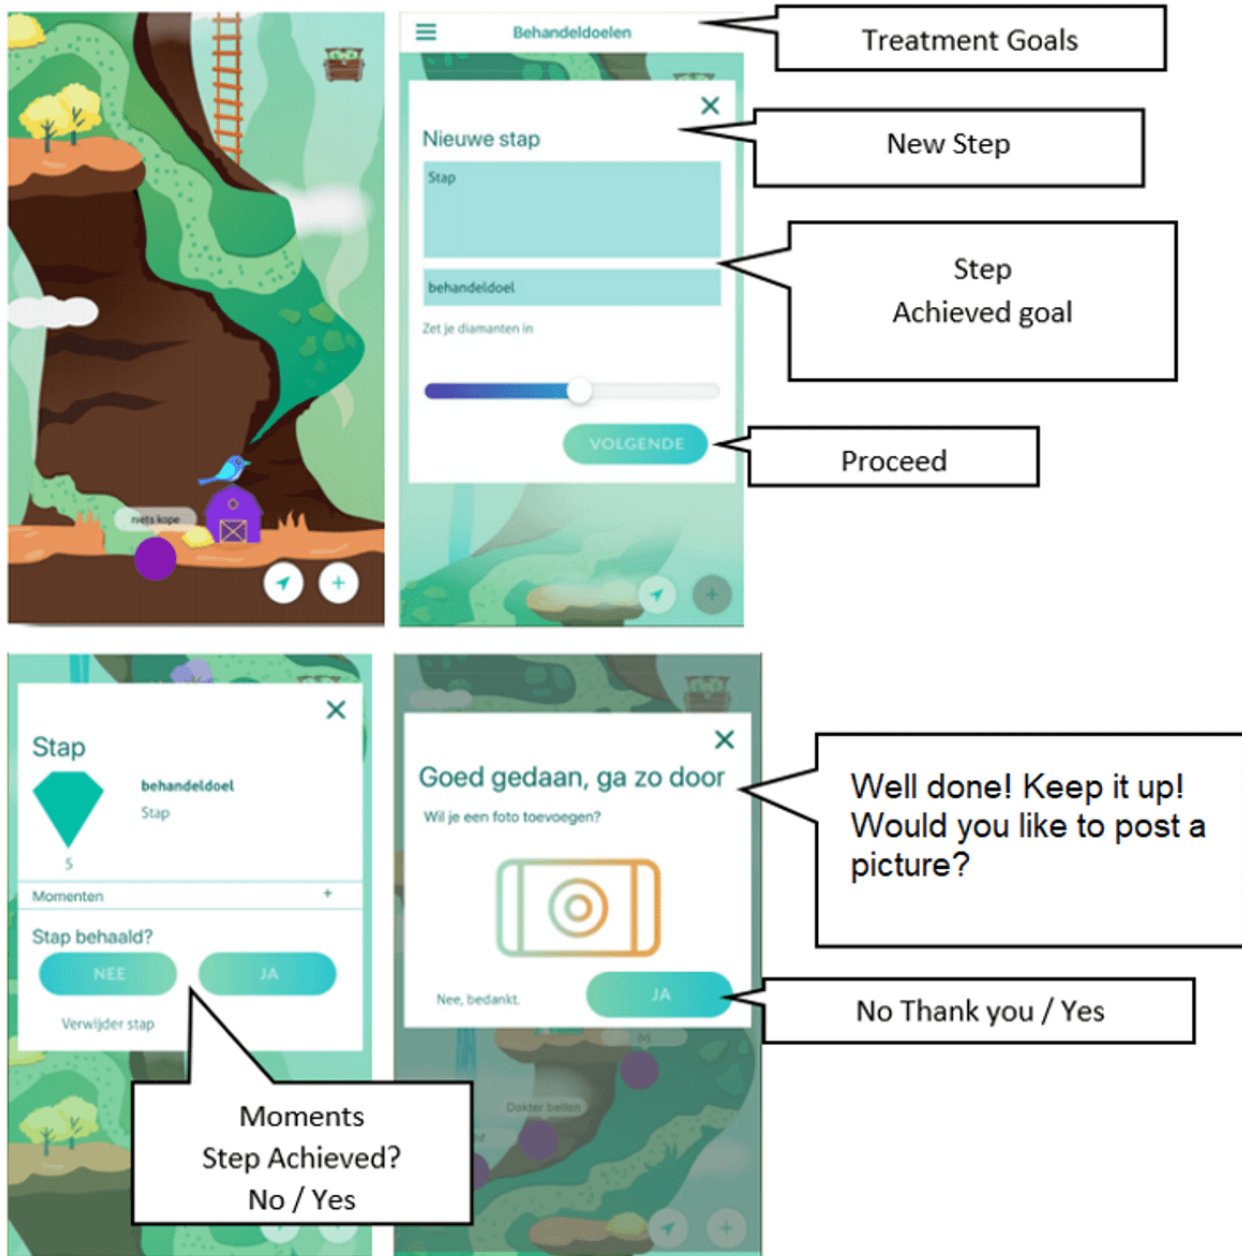 Behandeldoelen
Treatment Goals
Nieuwe stap
New Step
Stap
Step
Achieved goal
behandeldoel
Zet je diamanten in
VOLGENDE
Proceed
niets kope
Stap
behandeldoel
Stap
5
Momenten +
Stap behaald?
NEE JA
Verwijder stap
Moments
Step Achieved?
No / Yes
Goed gedaan, ga zo door
Wil je een foto toevoegen?
Well done! Keep it up!
Would you like to post a
picture?
Nee, bedankt.
JA
No Thank you / Yes
Dokter bellen